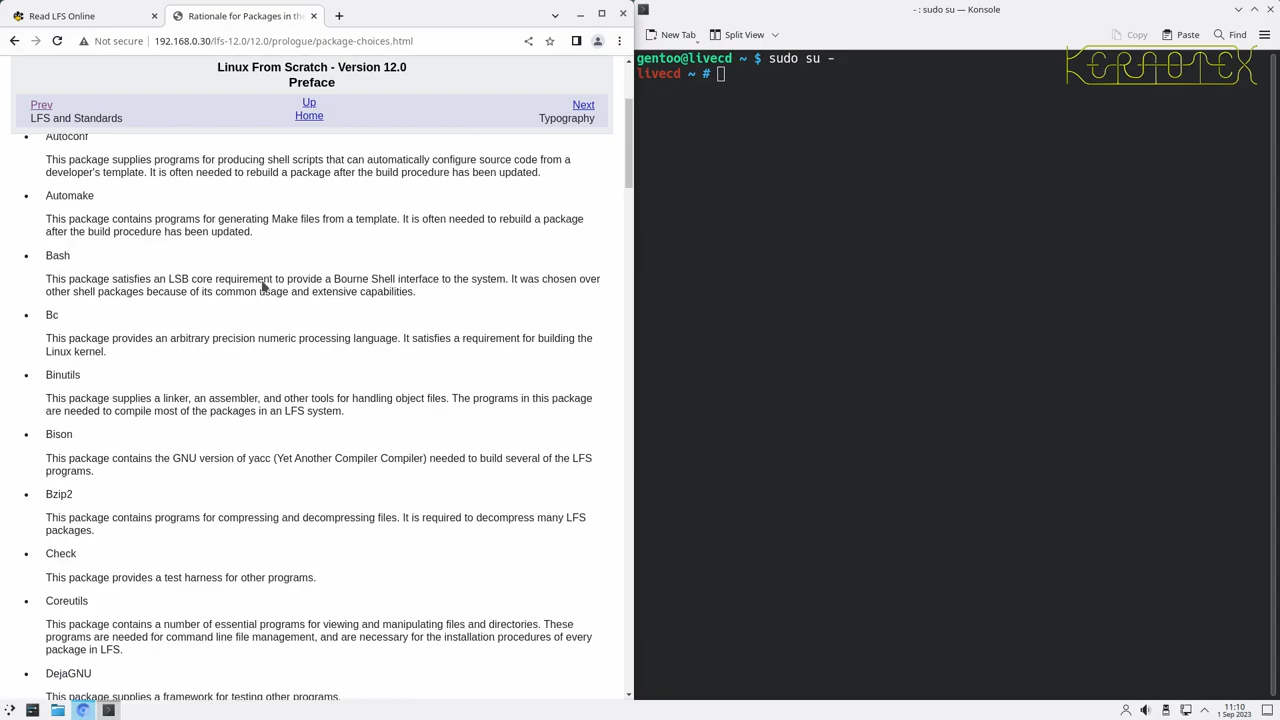 Read LFS Online
Rationale for Packages in the
Not secure
192.168.0.30/lfs-12.0/12.0/prologue/package-choices.html
Linux From Scratch - Version 12.0
Preface
Prev
Up
Next
LFS and Standards
Home
Typography
Autoconf
This package supplies programs for producing shell scripts that can automatically configure source code from a
developer's template. It is often needed to rebuild a package after the build procedure has been updated.
Automake
This package contains programs for generating Make files from a template. It is often needed to rebuild a package
after the build procedure has been updated.
Bash
This package satisfies an LSB core requirement to provide a Bourne Shell interface to the system. It was chosen over
other shell packages because of its common usage and extensive capabilities.
Bc
This package provides an arbitrary precision numeric processing language. It satisfies a requirement for building the
Linux kernel.
Binutils
This package supplies a linker, an assembler, and other tools for handling object files. The programs in this package
are needed to compile most of the packages in an LFS system.
Bison
This package contains the GNU version of yacc (Yet Another Compiler Compiler) needed to build several of the LFS
programs.
Bzip2
This package contains programs for compressing and decompressing files. It is required to decompress many LFS
packages.
Check
This package provides a test harness for other programs.
Coreutils
This package contains a number of essential programs for viewing and manipulating files and directories. These
programs are needed for command line file management, and are necessary for the installation procedures of every
package in LFS.
DejaGNU
This package supplies a framework for testing other programs.
- : sudo su — Konsole
New Tab
Split View
Copy
Paste
Find
gentoo@livecd ~ $ sudo su -
livecd ~ #
KERNOTEX
11:10
1 Sep 2023